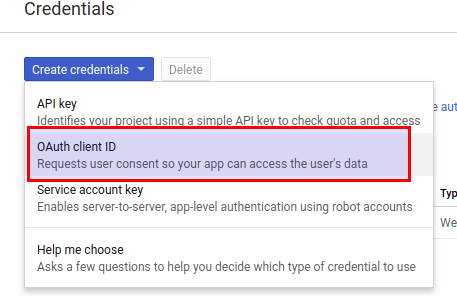 Credentials
Create credentials Delete
API key
Identifies your project using a simple API key to check quota and access
OAuth client ID
Requests user consent so your app can access the user's data
Service account key
Enables server-to-server, app-level authentication using robot accounts
Help me choose
Asks a few questions to help you decide which type of credential to use